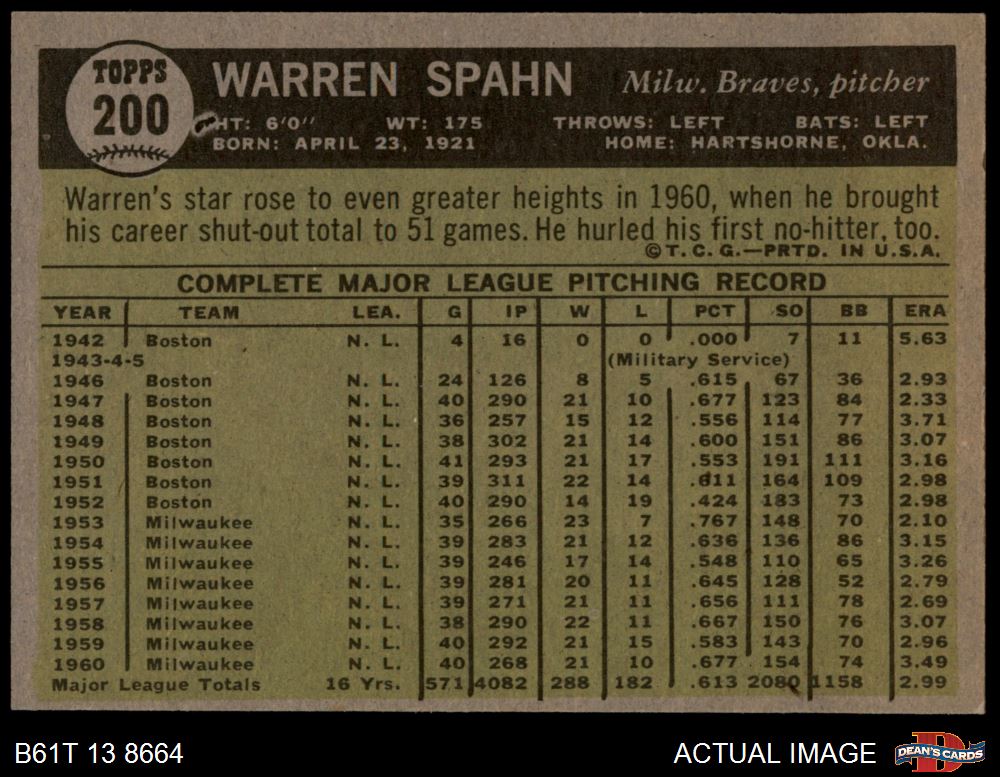 TOPPS
200
WARREN SPAHN Milw. Braves, pitcher
HT: 6'0'' WT: 175 THROWS: LEFT BATS: LEFT
BORN: APRIL 23, 1921 HOME: HARTSHORNE, OKLA.
Warren's star rose to even greater heights in 1960, when he brought
his career shut-out total to 51 games. He hurled his first no-hitter, too.
©T.C.G.—PRTD. IN U.S.A.
COMPLETE MAJOR LEAGUE PITCHING RECORD
YEAR TEAM LEA. G IP W L PCT SO BB ERA
1942 Boston N. L. 4 16 0 0 .000 7 11 5.63
1943-4-5 (Military Service)
1946 Boston N. L. 24 126 8 5 .615 67 36 2.93
1947 Boston N. L. 40 290 21 10 .677 123 84 2.33
1948 Boston N. L. 36 257 15 12 .556 114 77 3.71
1949 Boston N. L. 38 302 21 14 .600 151 86 3.07
1950 Boston N. L. 41 293 21 17 .553 191 111 3.16
1951 Boston N. L. 39 311 22 14 .611 164 109 2.98
1952 Boston N. L. 40 290 14 19 .424 183 73 2.98
1953 Milwaukee N. L. 35 266 23 7 .767 148 70 2.10
1954 Milwaukee N. L. 39 283 21 12 .636 136 86 3.15
1955 Milwaukee N. L. 39 246 17 14 .548 110 65 3.26
1956 Milwaukee N. L. 39 281 20 11 .645 128 52 2.79
1957 Milwaukee N. L. 39 271 21 11 .656 111 78 2.69
1958 Milwaukee N. L. 38 290 22 11 .667 150 76 3.07
1959 Milwaukee N. L. 40 292 21 15 .583 143 70 2.96
1960 Milwaukee N. L. 40 268 21 10 .677 154 74 3.49
Major League Totals 16 Yrs. 571 4082 288 182 .613 2080 1158 2.99
B61T 13 8664 ACTUAL IMAGE DEAN'S CARDS